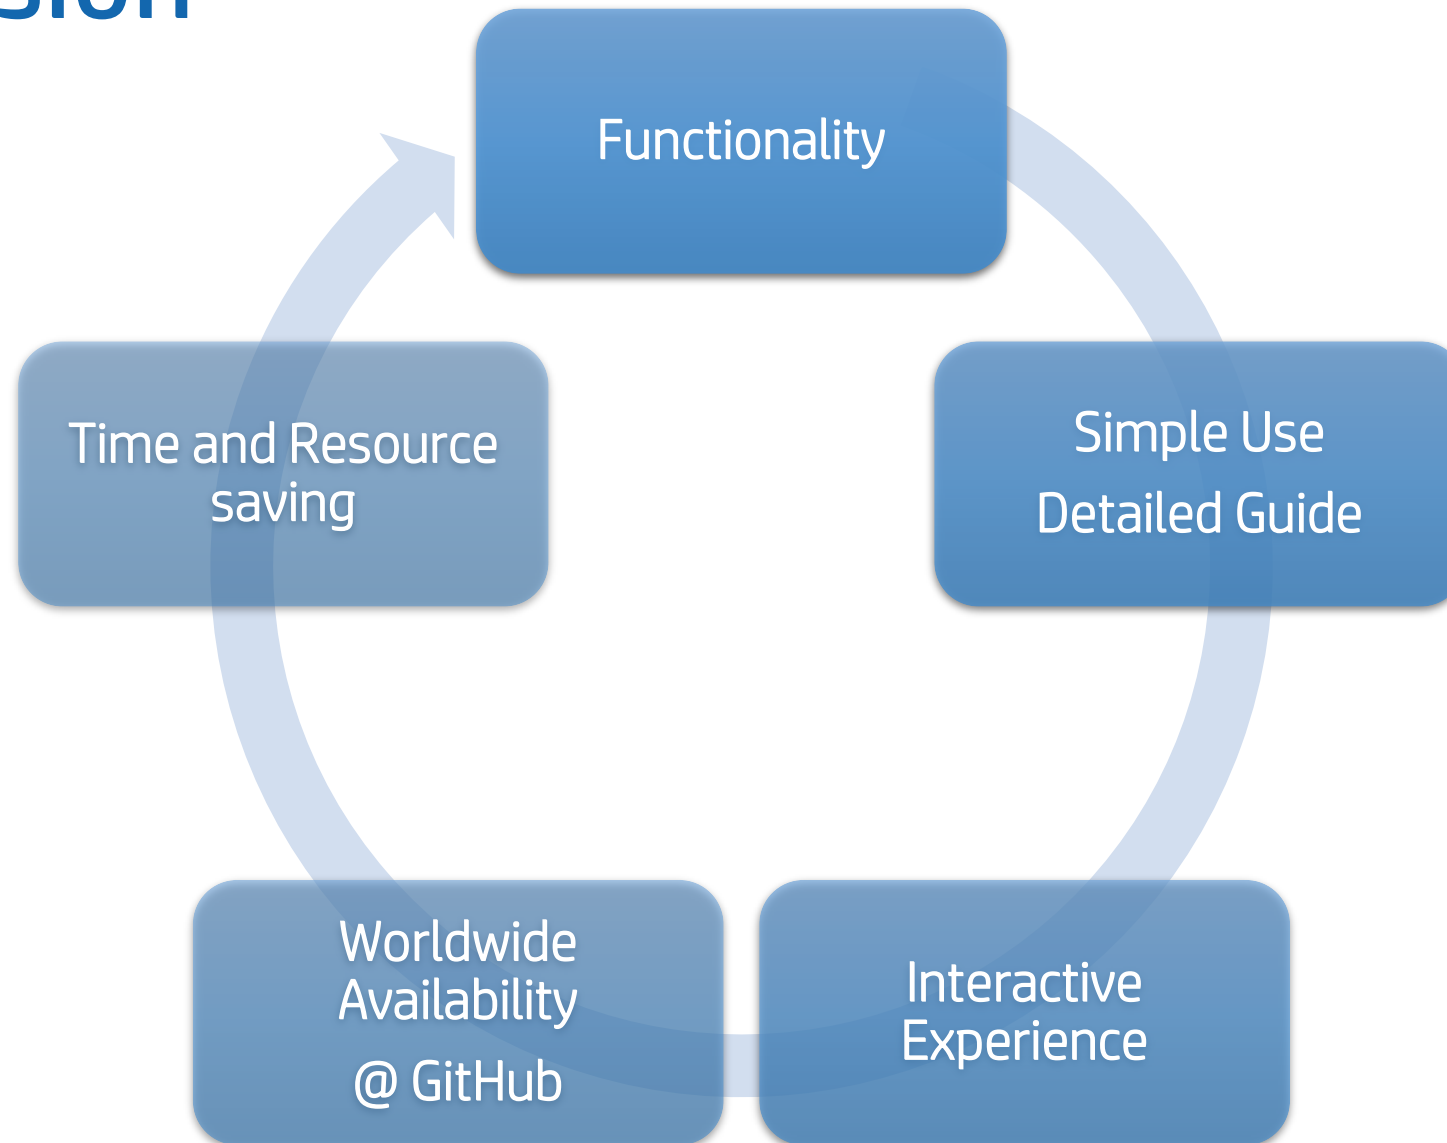 Functionality
Simple Use
Detailed Guide
Interactive
Experience
Worldwide
Availability
@ GitHub
Time and Resource
saving